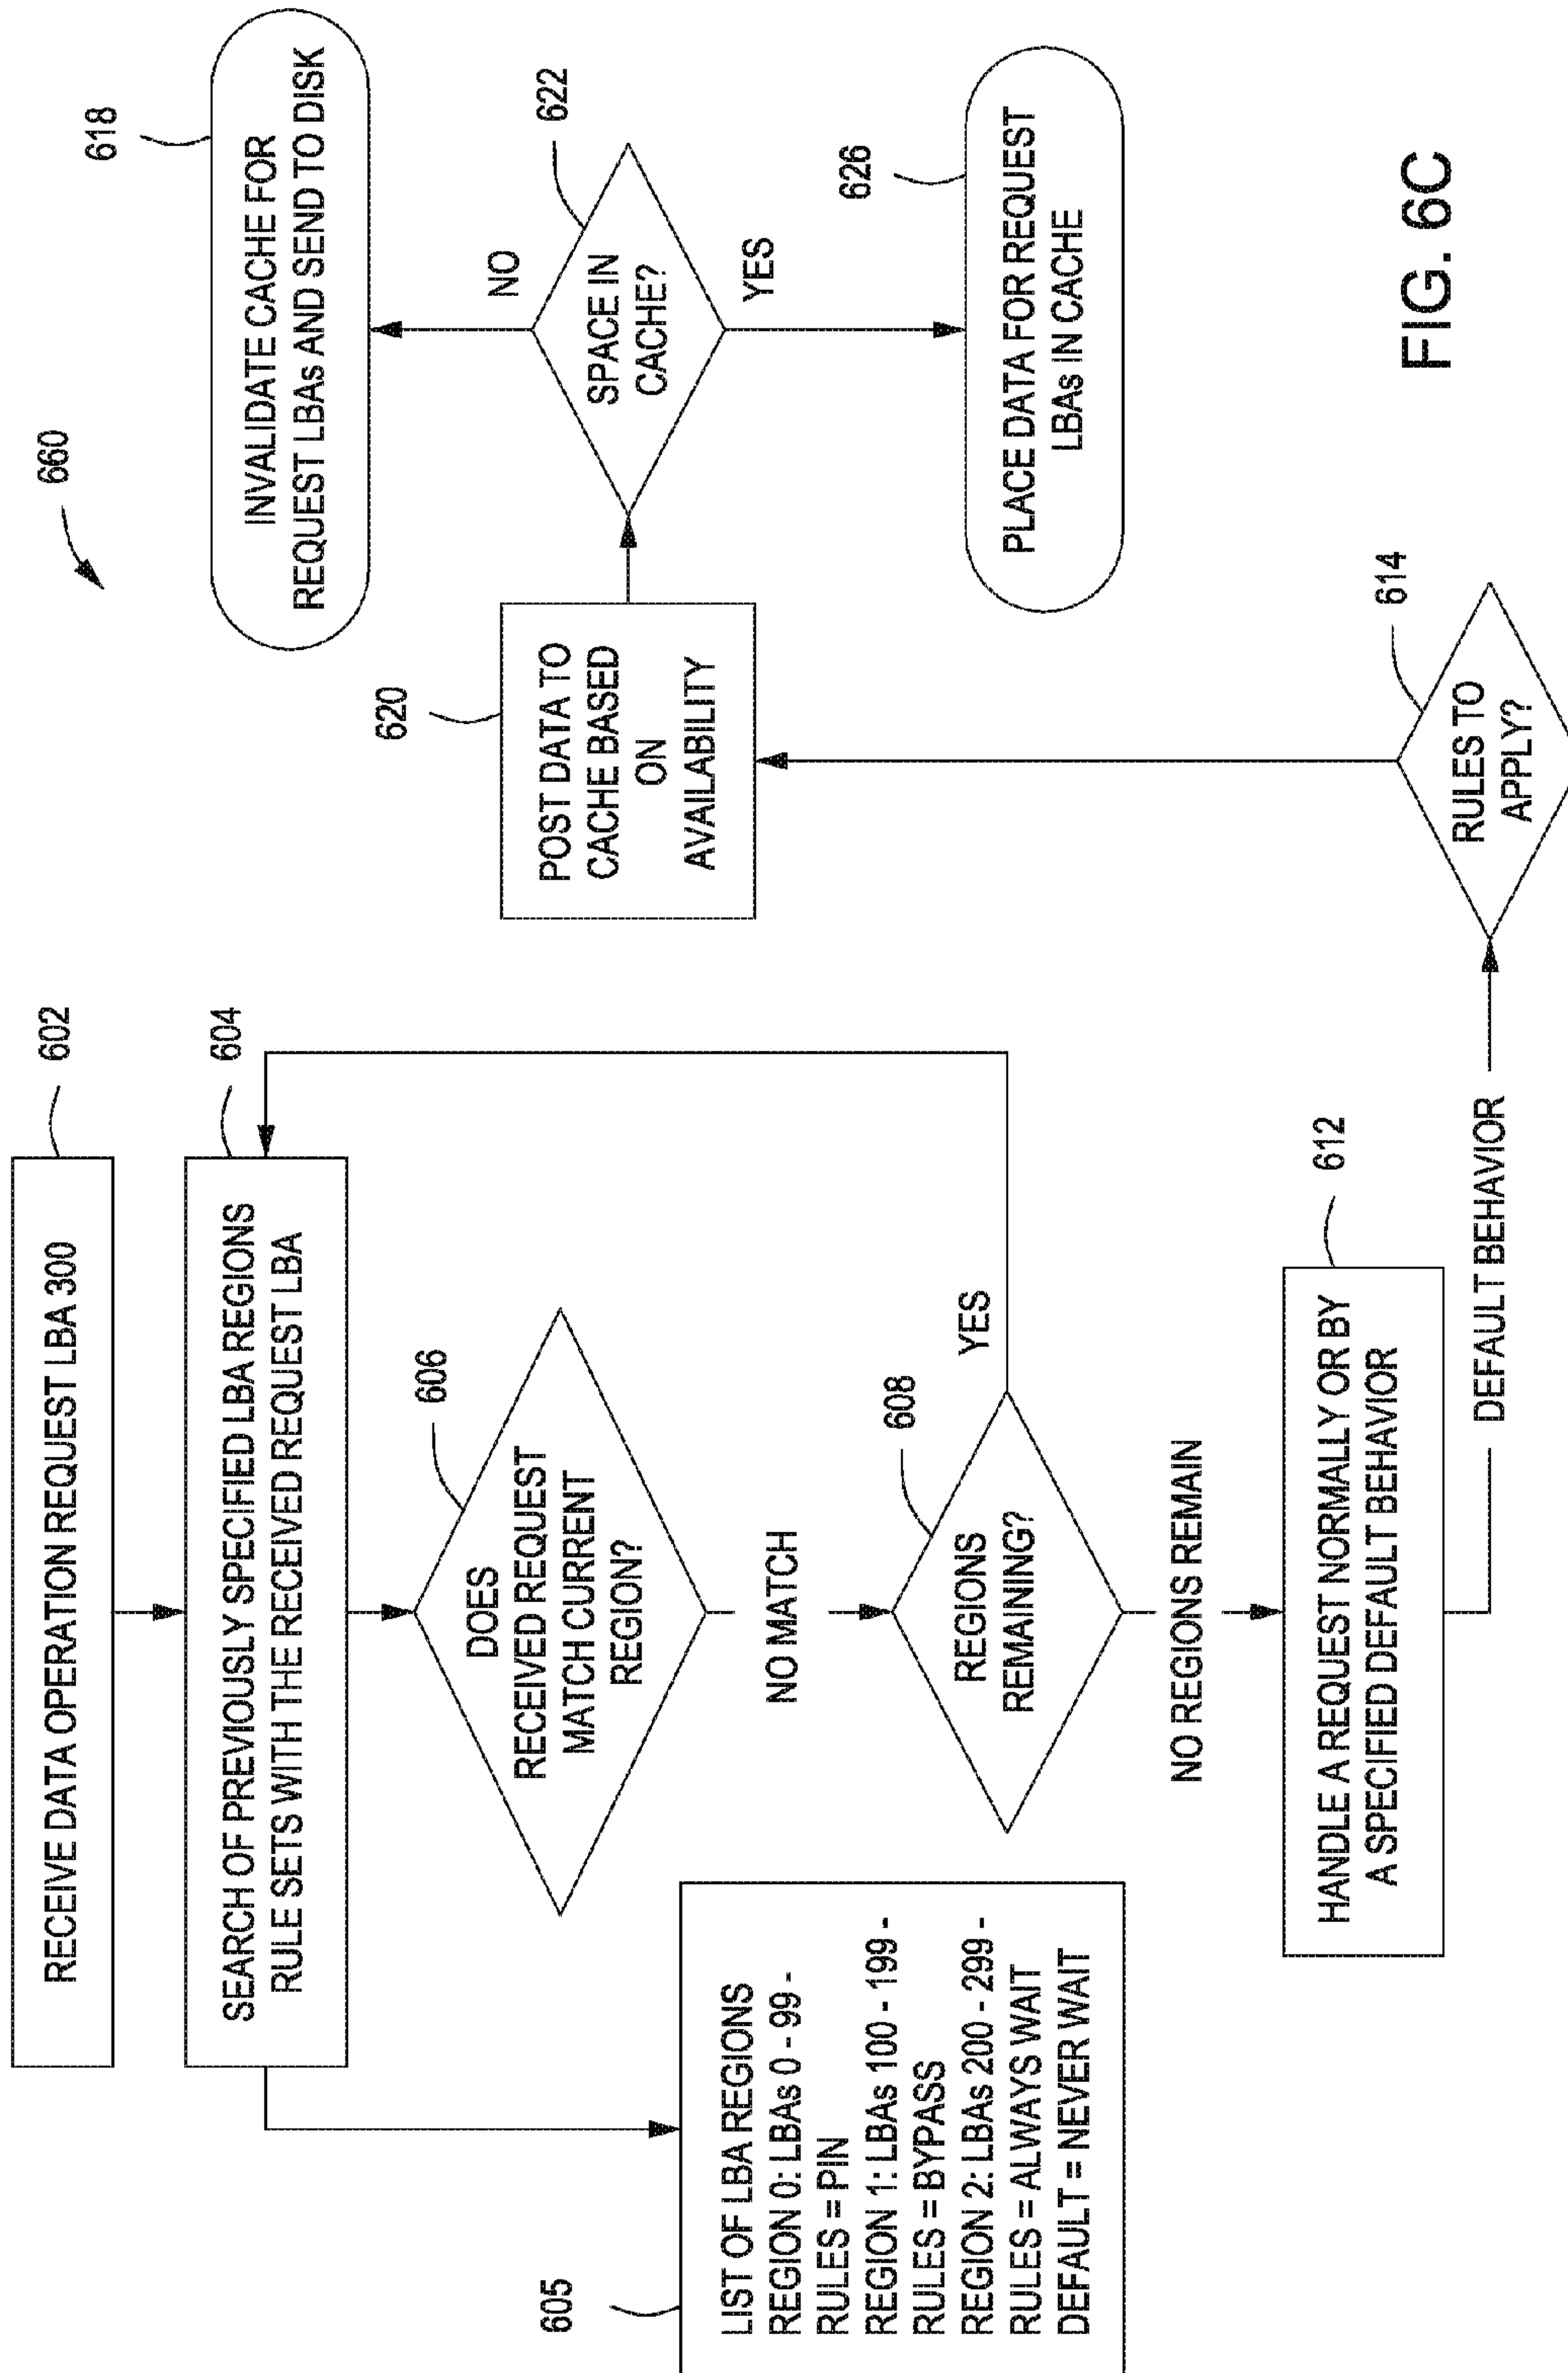 660
RECEIVE DATA OPERATION REQUEST LBA 300
602
SEARCH OF PREVIOUSLY SPECIFIED LBA REGIONS
RULE SETS WITH THE RECEIVED REQUEST LBA
604
605
LIST OF LBA REGIONS
REGION 0: LBAs 0 - 99 -
RULES = PIN
REGION 1: LBAs 100 - 199 -
RULES = BYPASS
REGION 2: LBAs 200 - 299 -
RULES = ALWAYS WAIT
DEFAULT = NEVER WAIT
DOES
RECEIVED REQUEST
MATCH CURRENT
REGION?
606
NO MATCH
REGIONS
REMAINING?
608
YES
NO REGIONS REMAIN
HANDLE A REQUEST NORMALLY OR BY
A SPECIFIED DEFAULT BEHAVIOR
612
DEFAULT BEHAVIOR
RULES TO
APPLY?
614
POST DATA TO
CACHE BASED
ON
AVAILABILITY
620
SPACE IN
CACHE?
622
NO
INVALIDATE CACHE FOR
REQUEST LBAs AND SEND TO DISK
618
YES
PLACE DATA FOR REQUEST
LBAs IN CACHE
626
FIG. 6C